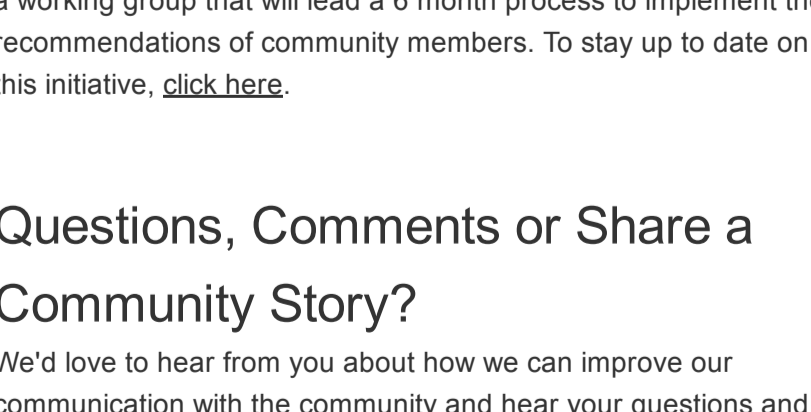 a working group that will lead a 6 month process to implement the
recommendations of community members. To stay up to date on
this initiative, click here.
Questions, Comments or Share a
Community Story?
We'd love to hear from you about how we can improve our
communication with the community and hear your questions and